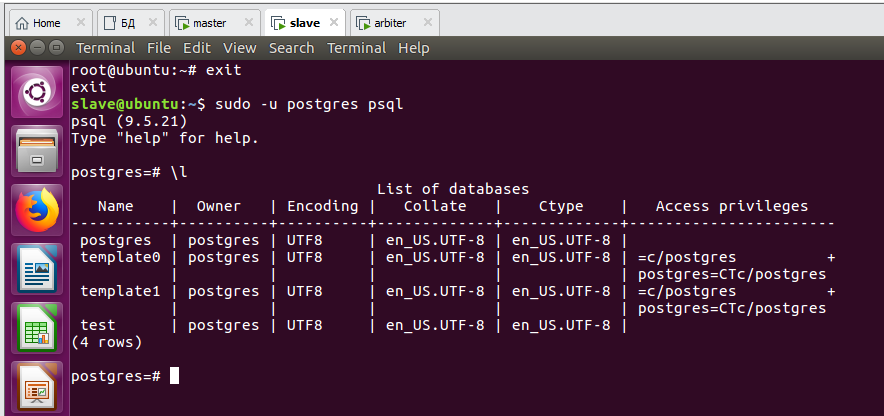 Home БД master slave arbiter
Terminal File Edit View Search Terminal Help
root@ubuntu:~# exit
exit
slave@ubuntu:~$ sudo -u postgres psql
psql (9.5.21)
Type "help" for help.
postgres=# \l
                                  List of databases
   Name    |  Owner   | Encoding |   Collate   |    Ctype    |   Access privileges
-----------+----------+----------+-------------+-------------+-----------------------
 postgres  | postgres | UTF8     | en_US.UTF-8 | en_US.UTF-8 |
 template0 | postgres | UTF8     | en_US.UTF-8 | en_US.UTF-8 | =c/postgres          +
           |          |          |             |             | postgres=CTc/postgres
 template1 | postgres | UTF8     | en_US.UTF-8 | en_US.UTF-8 | =c/postgres          +
           |          |          |             |             | postgres=CTc/postgres
 test      | postgres | UTF8     | en_US.UTF-8 | en_US.UTF-8 |
(4 rows)
postgres=#